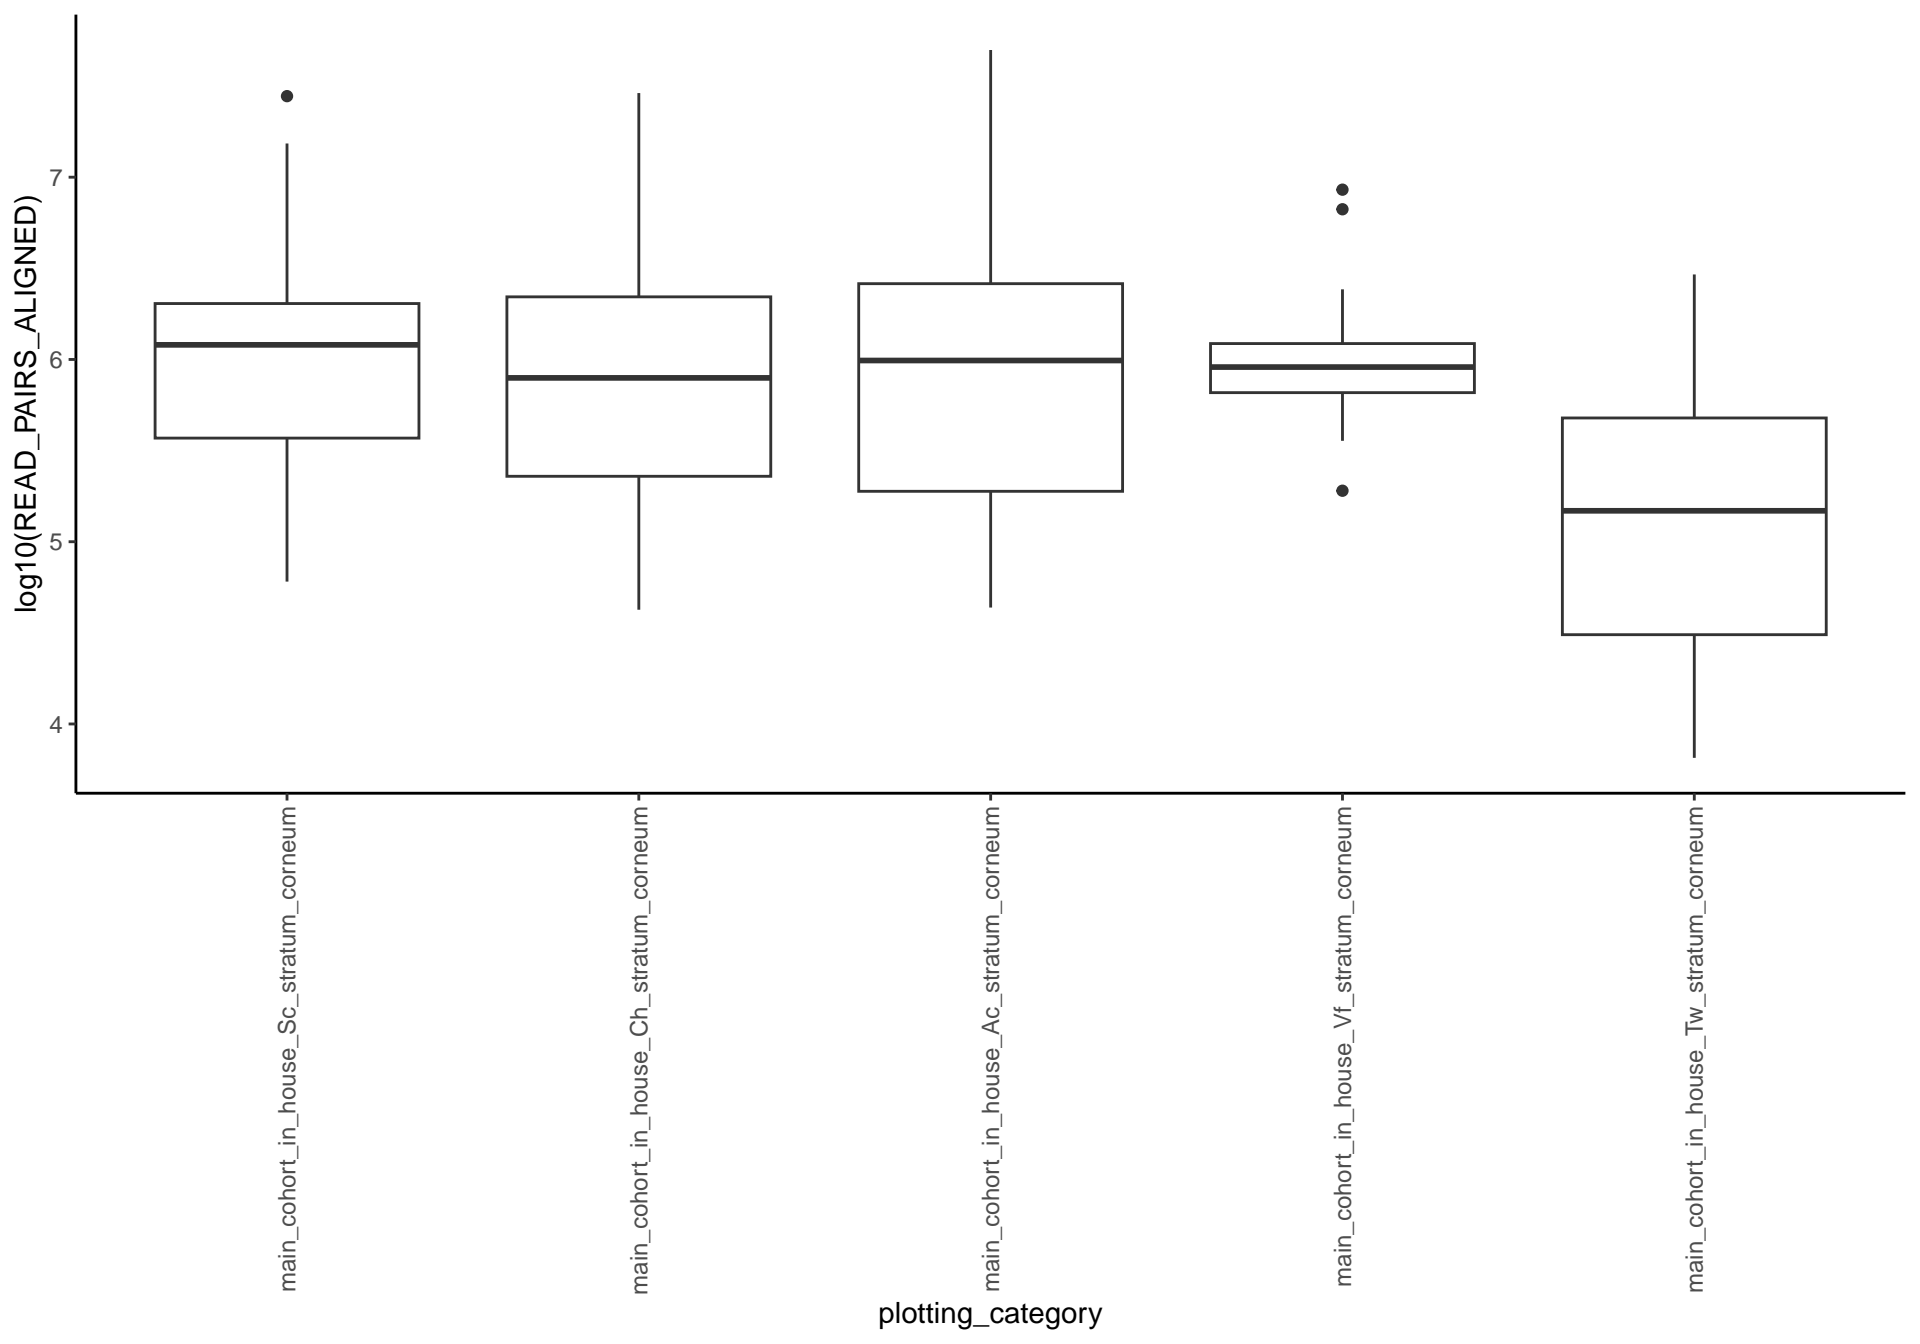 log10(READ_PAIRS_ALIGNED)
7
6
5
4
main_cohort_in_house_Sc_stratum_corneum
main_cohort_in_house_Ch_stratum_corneum
main_cohort_in_house_Ac_stratum_corneum
main_cohort_in_house_Vf_stratum_corneum
main_cohort_in_house_Tw_stratum_corneum
plotting_category